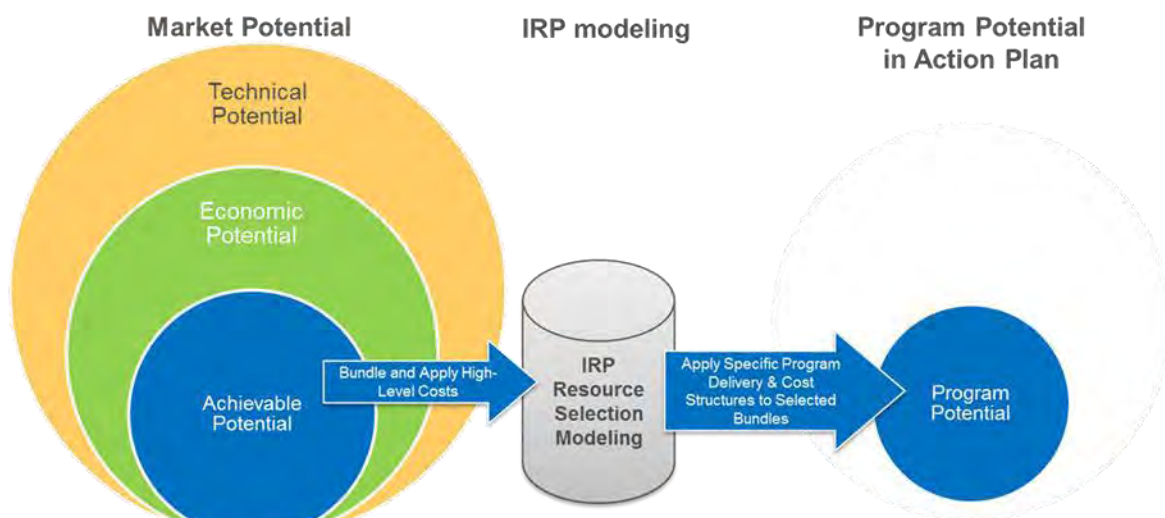 Market Potential
IRP modeling
Program Potential
in Action Plan
Technical
Potential
Economic
Potential
Achievable
Potential
Bundle and Apply High-
Level Costs
IRP
Resource
Selection
Modeling
Apply Specific Program
Delivery & Cost
Structures to Selected
Bundles
Program
Potential